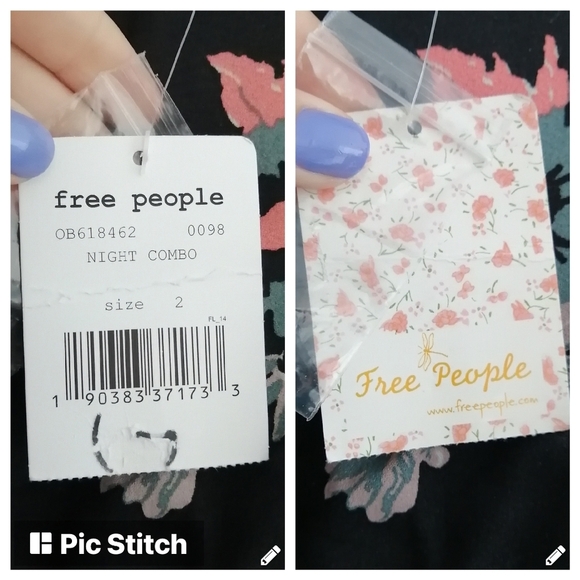 free people
OB618462 0098
NIGHT COMBO
size 2
FL_14
1 90383 37173 3
Pic Stitch
Free People
www.freepeople.com